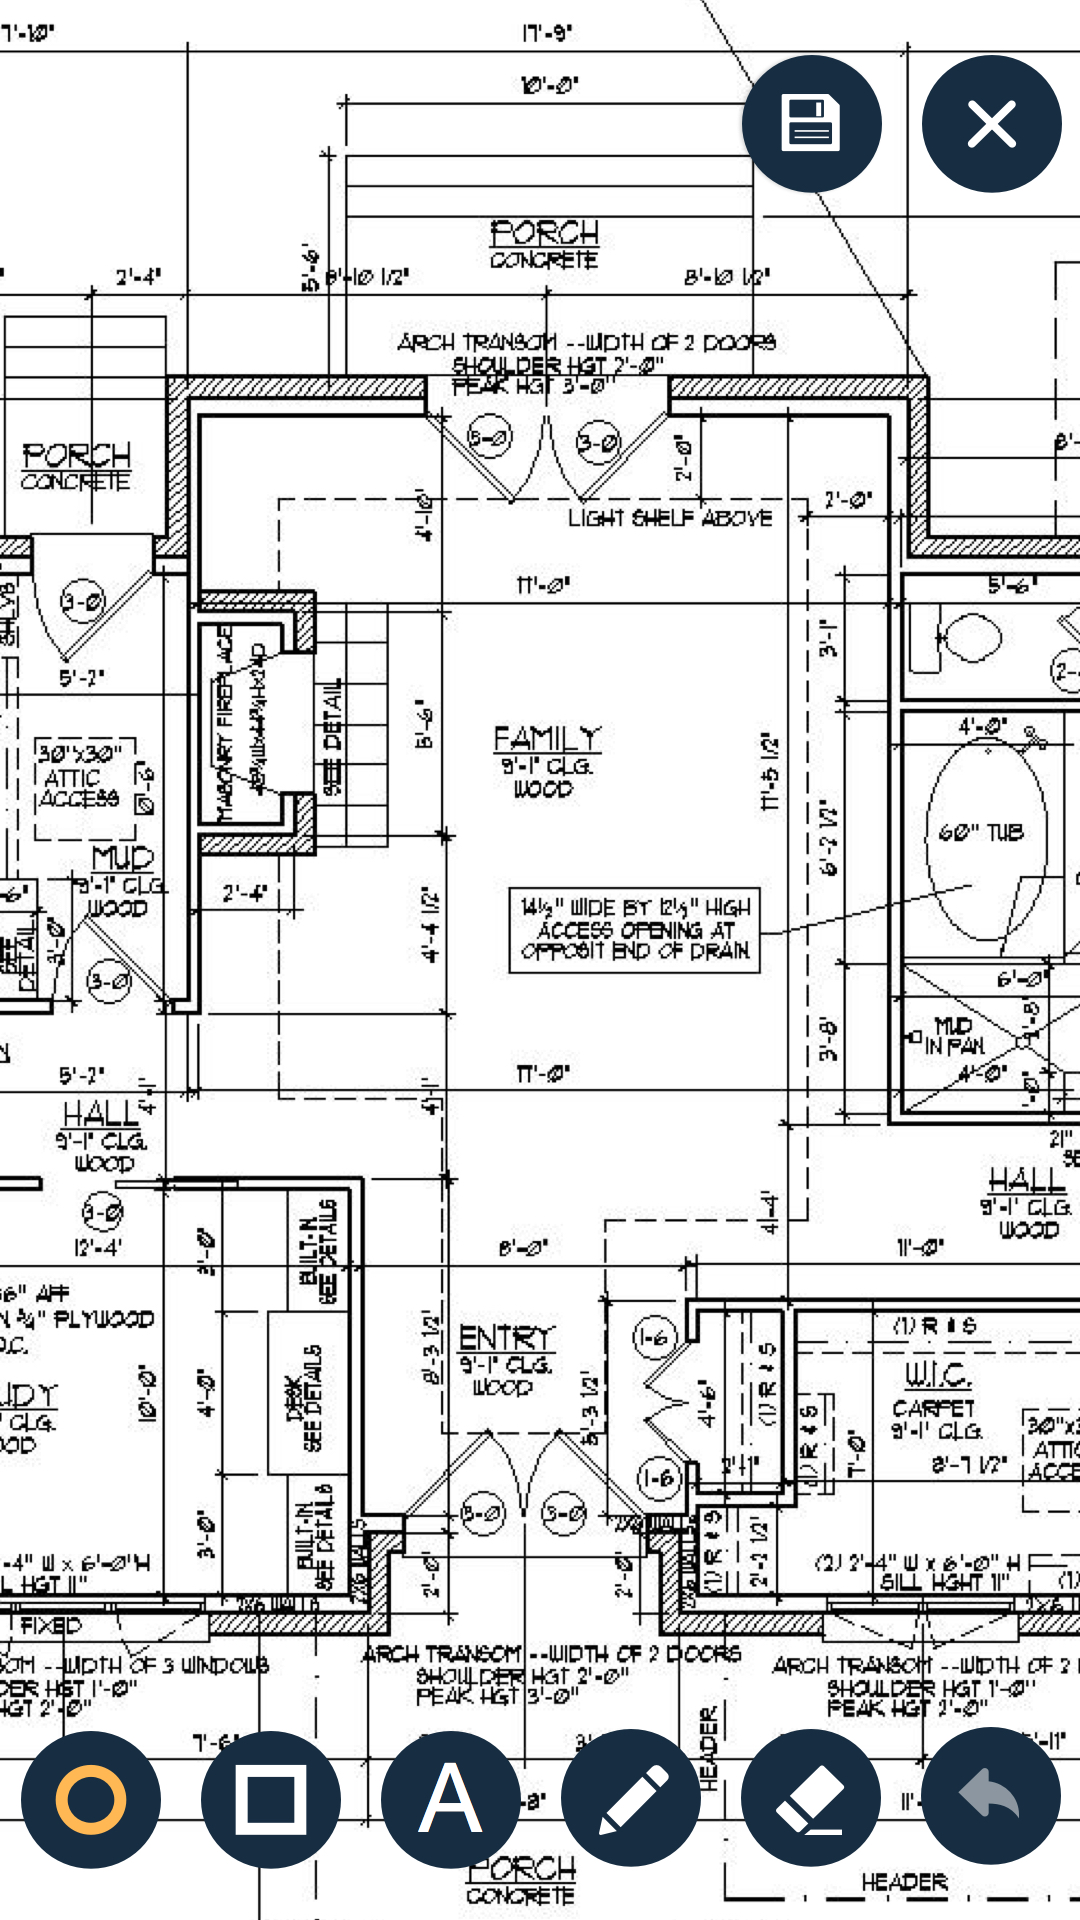 7'-10"
17'-9"
10'-0"
PORCH
CONCRETE
5'-6"
2'-4"
8'-10 1/2"
8'-10 1/2"
ARCH TRANSOM --WIDTH OF 2 DOORS
SHOULDER HGT 2'-0"
PEAK HGT 3'-0"
PORCH
CONCRETE
3-0
3-0
2'-0"
4'-10"
LIGHT SHELF ABOVE
2'-0"
3-0
11'-0"
5'-6"
3'-1"
5'-2"
MASONRY FIREPLACE
SEE DETAIL
5'-6"
FAMILY
9'-1" CLG.
WOOD
11'-5 1/2"
4'-0"
30"x30"
ATTIC
ACCESS
60" TUB
6'-2 1/2"
MUD
9'-1" CLG.
WOOD
2'-4"
4'-4 1/2"
14½" WIDE BY 12½" HIGH
ACCESS OPENING AT
OPPOSIT END OF DRAIN
SEE
DETAIL
3'-0"
3-0
6'-0"
MUD
IN PAN
3'-8"
4'-0"
5'-2"
4'-1"
4'-1"
11'-0"
HALL
9'-1" CLG.
WOOD
HALL
9'-1" CLG.
WOOD
3-0
12'-4"
3'-0"
BUILT-IN
SEE DETAILS
8'-0"
4'-4"
11'-0"
PLYWOOD
8'-3 1/2"
ENTRY
9'-1" CLG.
WOOD
1-6
(1) R & S
10'-0"
4'-0"
DESK
SEE DETAILS
5'-3 1/2"
4'-6"
(1) R & S
W.I.C.
CARPET
9'-1" CLG.
(1) R & S
7'-0"
30"x3
ATTIC
ACCE
8'-7 1/2"
1-6
2'-1"
3-0
3-0
3'-0"
BUILT-IN
SEE DETAILS
2'-0"
2'-0"
(1) R & S
2'-2 1/2"
-4" W x 6'-0"H
HGT 11"
(2) 2'-4" W x 6'-0" H
SILL HGHT 11"
FIXED
OM --WIDTH OF 3 WINDOWS
DER HGT 1'-0"
HGT 2'-0"
ARCH TRANSOM --WIDTH OF 2 DOORS
SHOULDER HGT 2'-0"
PEAK HGT 3'-0"
ARCH TRANSOM --WIDTH OF 2
SHOULDER HGT 1'-0"
PEAK HGT 2'-0"
HEADER
A
PORCH
CONCRETE
HEADER